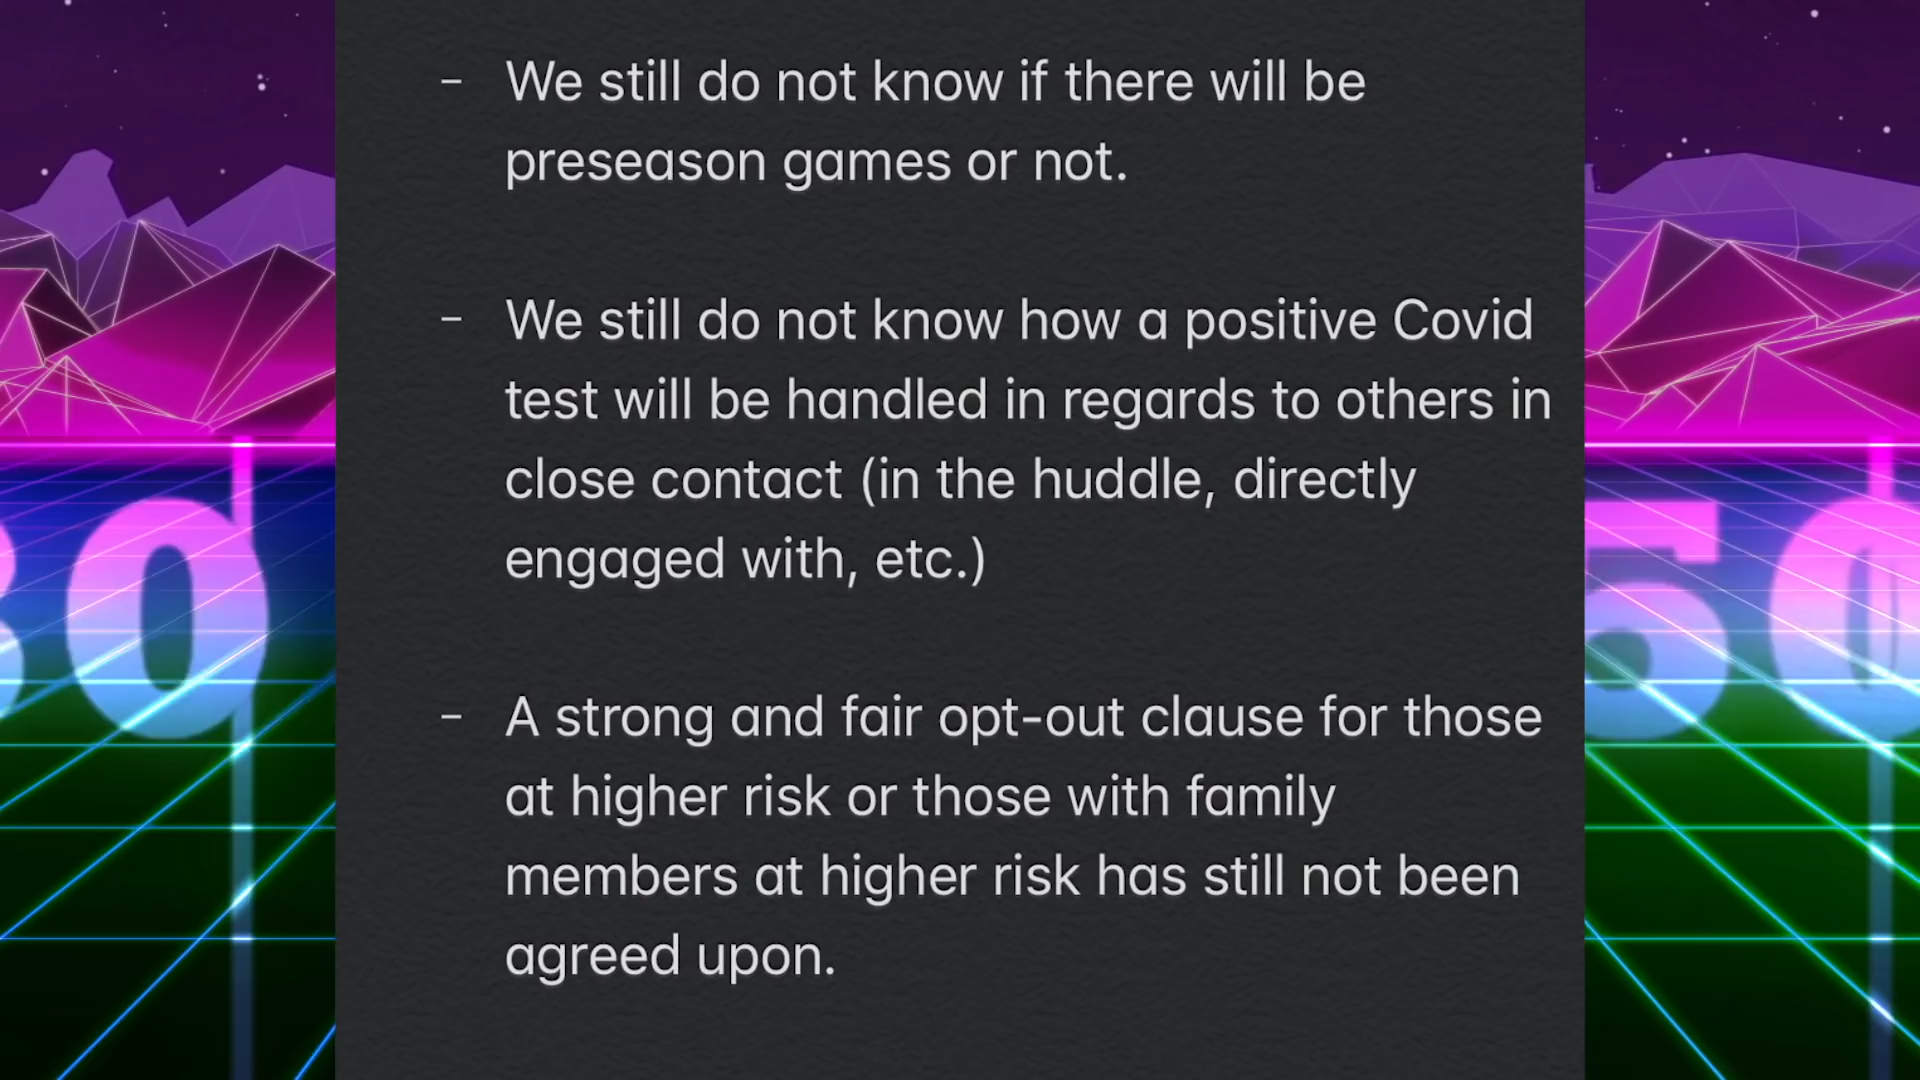 - We still do not know if there will be
preseason games or not.
- We still do not know how a positive Covid
test will be handled in regards to others in
close contact (in the huddle, directly
engaged with, etc.)
- A strong and fair opt-out clause for those
at higher risk or those with family
members at higher risk has still not been
agreed upon.
0
50